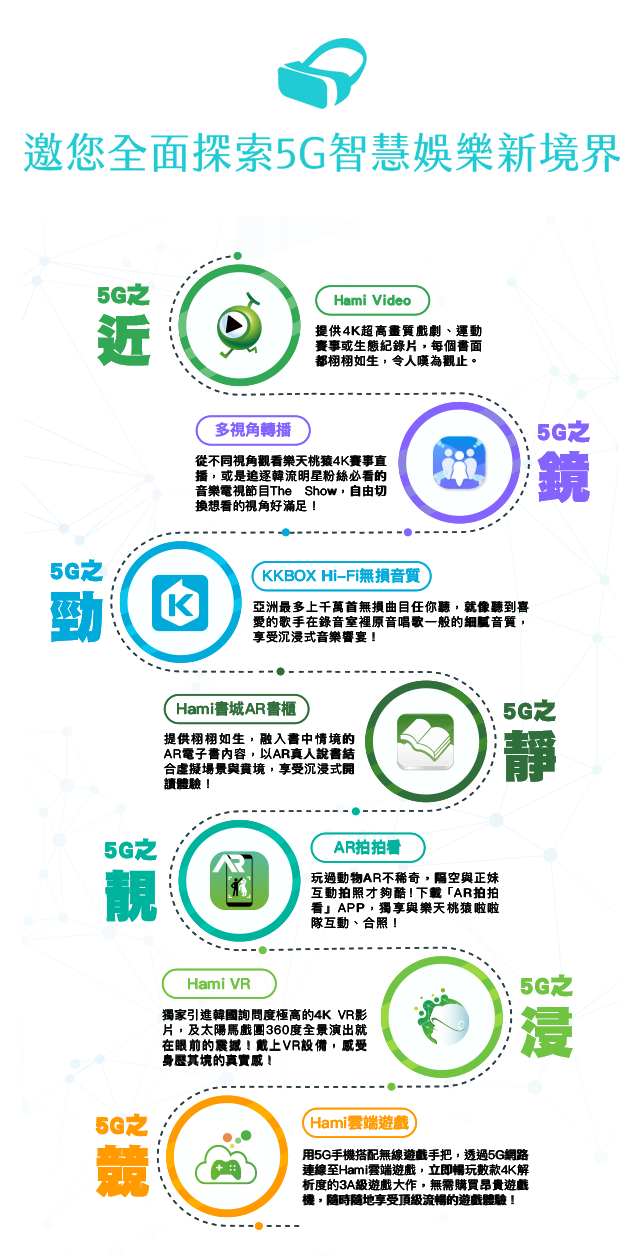 邀您全面探索5G智慧娛樂新境界
5G之
近
Hami Video
提供4K超高畫質戲劇、運動
賽事或生態紀錄片，每個畫面
都栩栩如生，令人嘆為觀止。
5G之
鏡
多視角轉播
從不同視角觀看樂天桃猿4K賽事直
播，或是追逐韓流明星粉絲必看的
音樂電視節目The Show，自由切
換想看的視角好滿足！
5G之
勁
KKBOX Hi-Fi無損音質
亞洲最多上千萬首無損曲目任你聽，就像聽到喜
愛的歌手在錄音室裡原音唱歌一般的細膩音質，
享受沉浸式音樂饗宴！
5G之
靜
Hami書城AR書櫃
提供栩栩如生，融入書中情境的
AR電子書內容，以AR真人說書結
合虛擬場景與實境，享受沉浸式閱
讀體驗！
5G之
靚
AR拍拍看
AR
玩過動物AR不稀奇，隔空與正妹
互動拍照才夠酷！下載「AR拍拍
看」APP，獨享與樂天桃猿啦啦
隊互動、合照！
5G之
浸
Hami VR
獨家引進韓國詢問度極高的4K VR影
片，及太陽馬戲團360度全景演出就
在眼前的震撼！戴上VR設備，感受
身歷其境的真實感！
5G之
競
Hami雲端遊戲
用5G手機搭配無線遊戲手把，透過5G網路
連線至Hami雲端遊戲，立即暢玩數款4K解
析度的3A級遊戲大作，無需購買昂貴遊戲
機，隨時隨地享受頂級流暢的遊戲體驗！